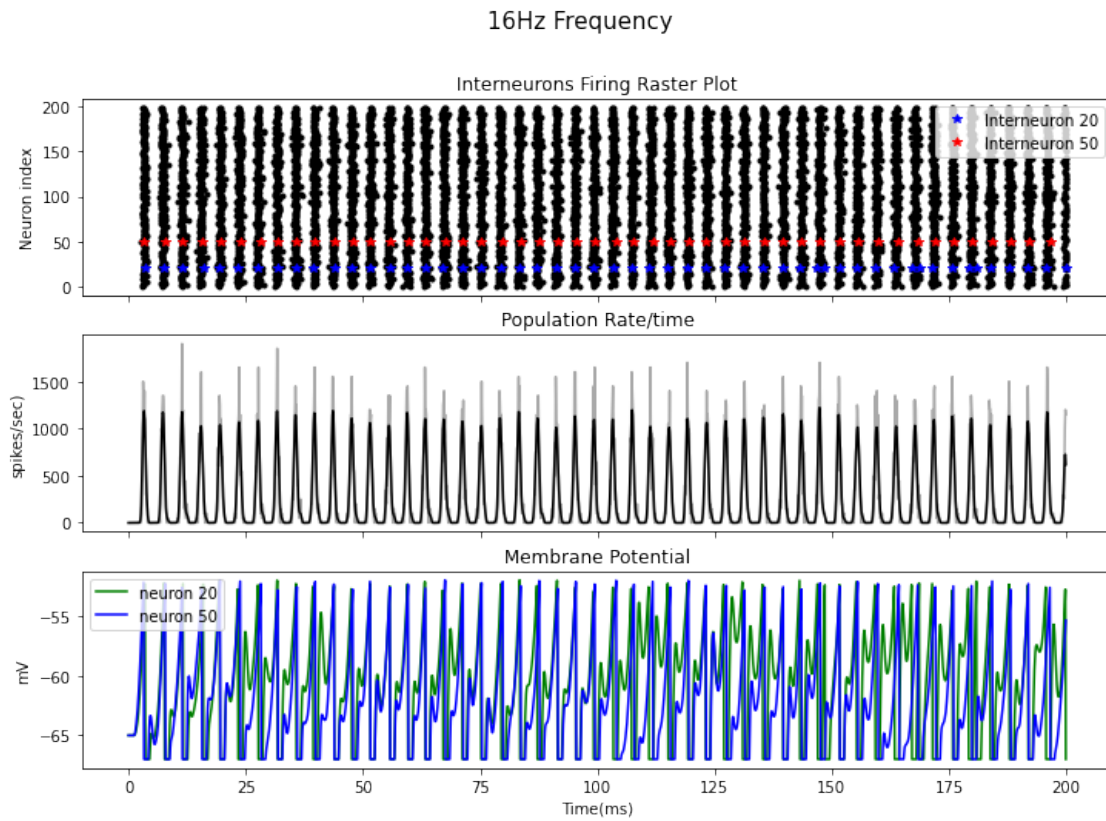 16Hz Frequency
Interneurons Firing Raster Plot
Neuron index
200
150
100
50
0
Interneuron 20
Interneuron 50
Population Rate/time
spikes/sec)
1500
1000
500
0
Membrane Potential
mV
−55
−60
−65
neuron 20
neuron 50
0 25 50 75 100 125 150 175 200
Time(ms)